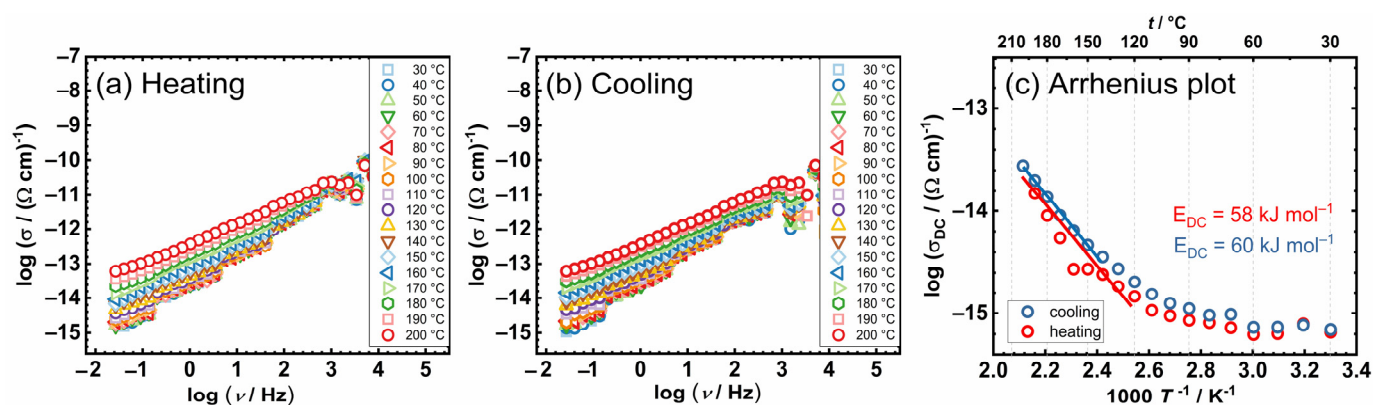 (a) Heating
log (σ / (Ω cm)⁻¹)
−7
−8
−9
−10
−11
−12
−13
−14
−15
−2 −1 0 1 2 3 4 5
log (ν / Hz)
30 °C
40 °C
50 °C
60 °C
70 °C
80 °C
90 °C
100 °C
110 °C
120 °C
130 °C
140 °C
150 °C
160 °C
170 °C
180 °C
190 °C
200 °C
(b) Cooling
log (σ / (Ω cm)⁻¹)
−7
−8
−9
−10
−11
−12
−13
−14
−15
−2 −1 0 1 2 3 4 5
log (ν / Hz)
30 °C
40 °C
50 °C
60 °C
70 °C
80 °C
90 °C
100 °C
110 °C
120 °C
130 °C
140 °C
150 °C
160 °C
170 °C
180 °C
190 °C
200 °C
t / °C
210 180 150 120 90 60 30
(c) Arrhenius plot
log (σDC / (Ω cm)⁻¹)
−13
−14
−15
EDC = 58 kJ mol⁻¹
EDC = 60 kJ mol⁻¹
cooling
heating
2.0 2.2 2.4 2.6 2.8 3.0 3.2 3.4
1000 T⁻¹ / K⁻¹